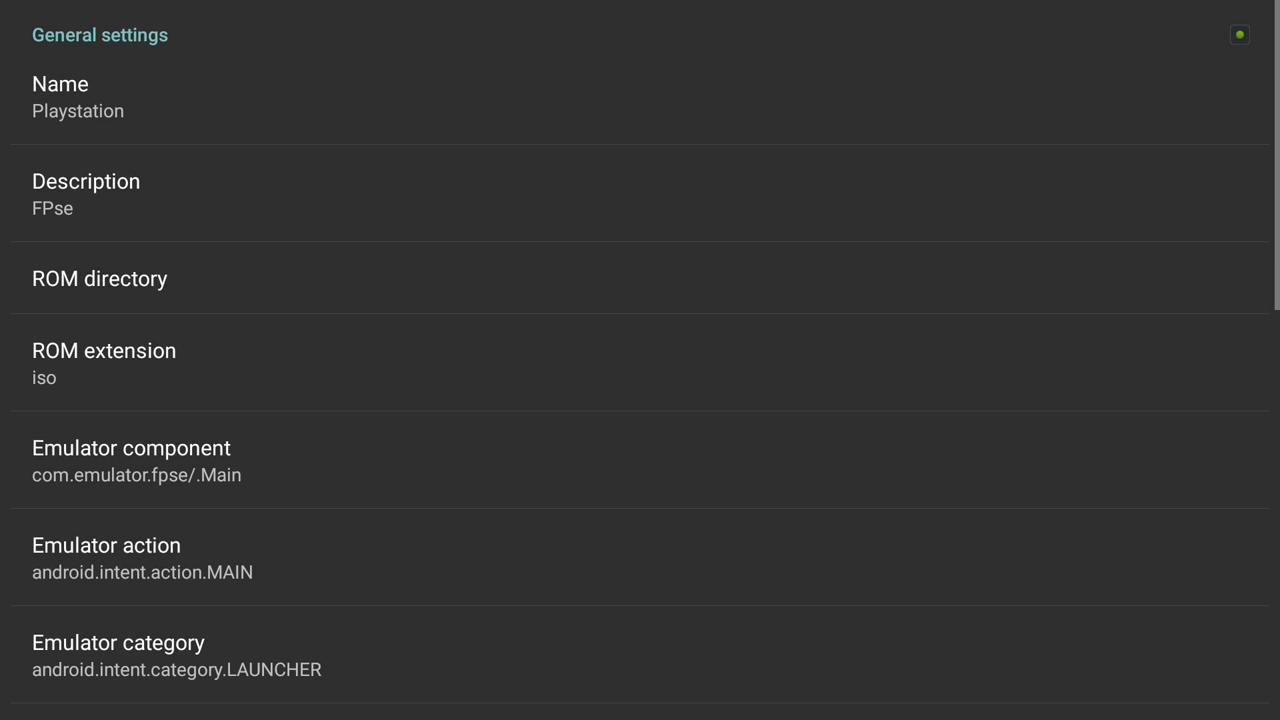 General settings
Name
Playstation
Description
FPse
ROM directory
ROM extension
iso
Emulator component
com.emulator.fpse/.Main
Emulator action
android.intent.action.MAIN
Emulator category
android.intent.category.LAUNCHER